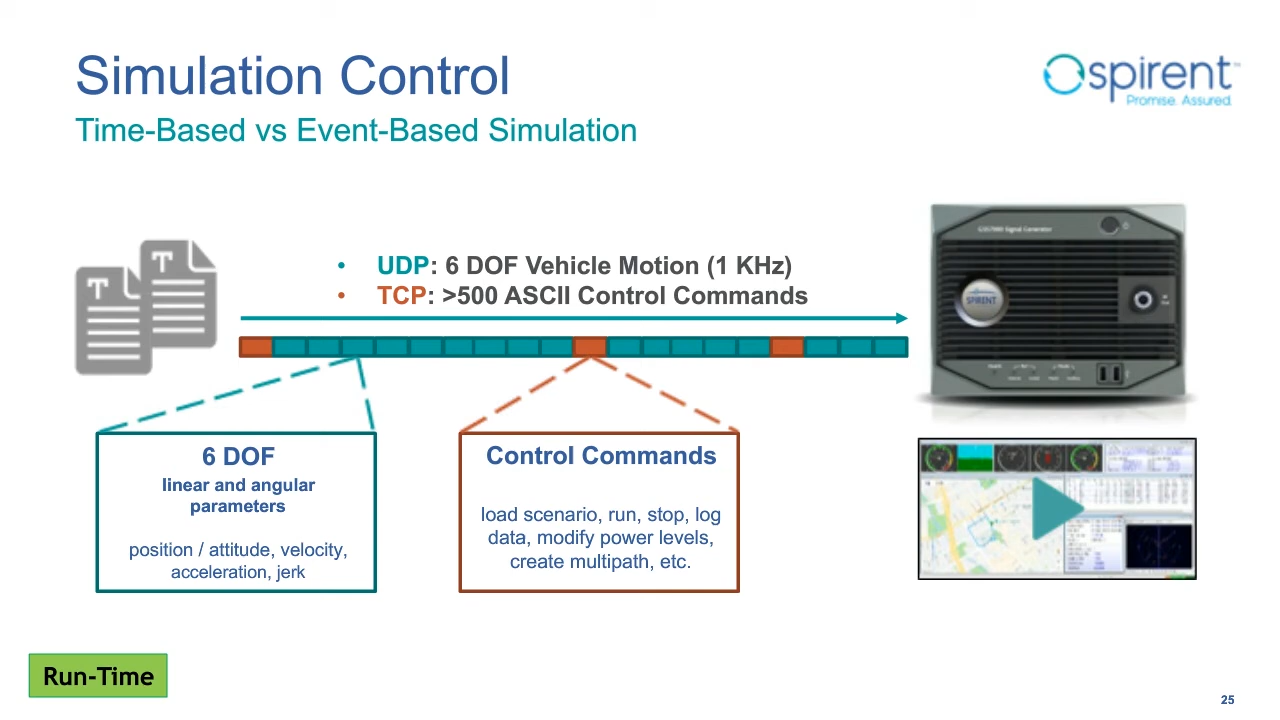 Simulation Control
Time-Based vs Event-Based Simulation
spirent™
Promise. Assured.
T
T
• UDP: 6 DOF Vehicle Motion (1 KHz)
• TCP: >500 ASCII Control Commands
SPIRENT
6 DOF
linear and angular
parameters
position / attitude, velocity,
acceleration, jerk
Control Commands
load scenario, run, stop, log
data, modify power levels,
create multipath, etc.
Run-Time
25